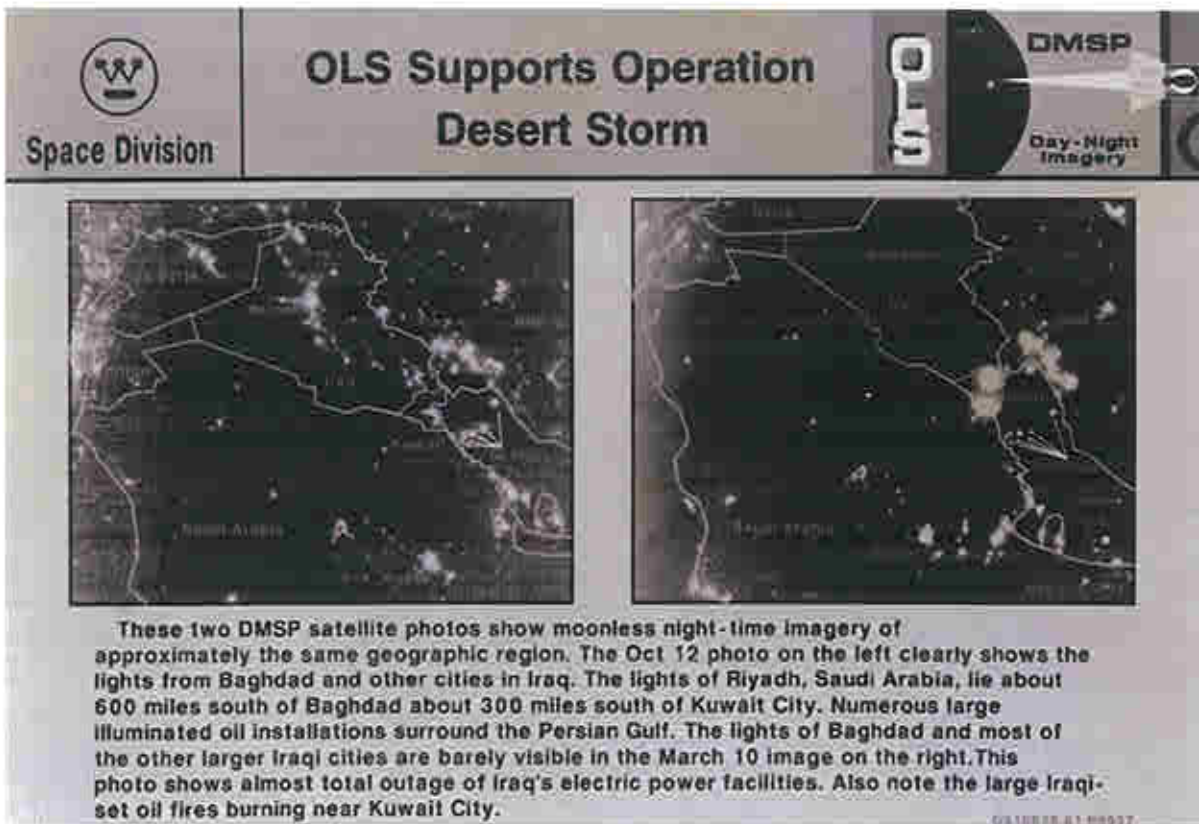 Space Division
OLS Supports Operation
Desert Storm
OLS
DMSP
Day-Night
Imagery
Iraq
Saudi Arabia
Saudi Arabia
These two DMSP satellite photos show moonless night-time imagery of
approximately the same geographic region. The Oct 12 photo on the left clearly shows the
lights from Baghdad and other cities in Iraq. The lights of Riyadh, Saudi Arabia, lie about
600 miles south of Baghdad about 300 miles south of Kuwait City. Numerous large
illuminated oil installations surround the Persian Gulf. The lights of Baghdad and most of
the other larger Iraqi cities are barely visible in the March 10 image on the right.This
photo shows almost total outage of Iraq's electric power facilities. Also note the large Iraqi-
set oil fires burning near Kuwait City.